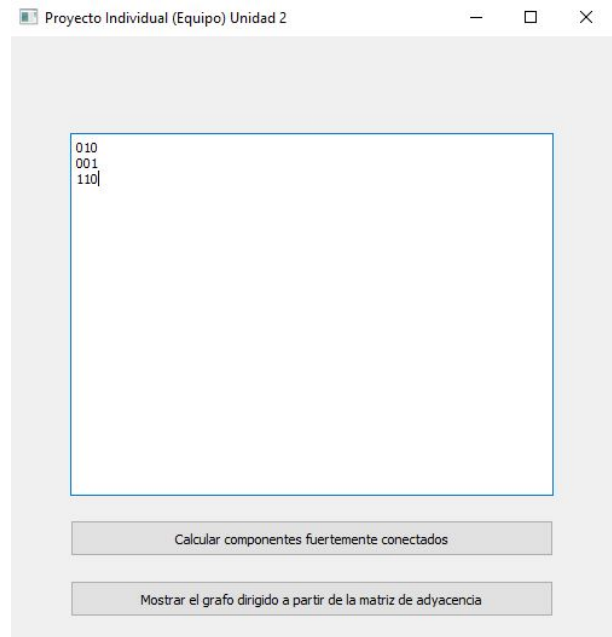 Proyecto Individual (Equipo) Unidad 2
010
001
110
Calcular componentes fuertemente conectados
Mostrar el grafo dirigido a partir de la matriz de adyacencia